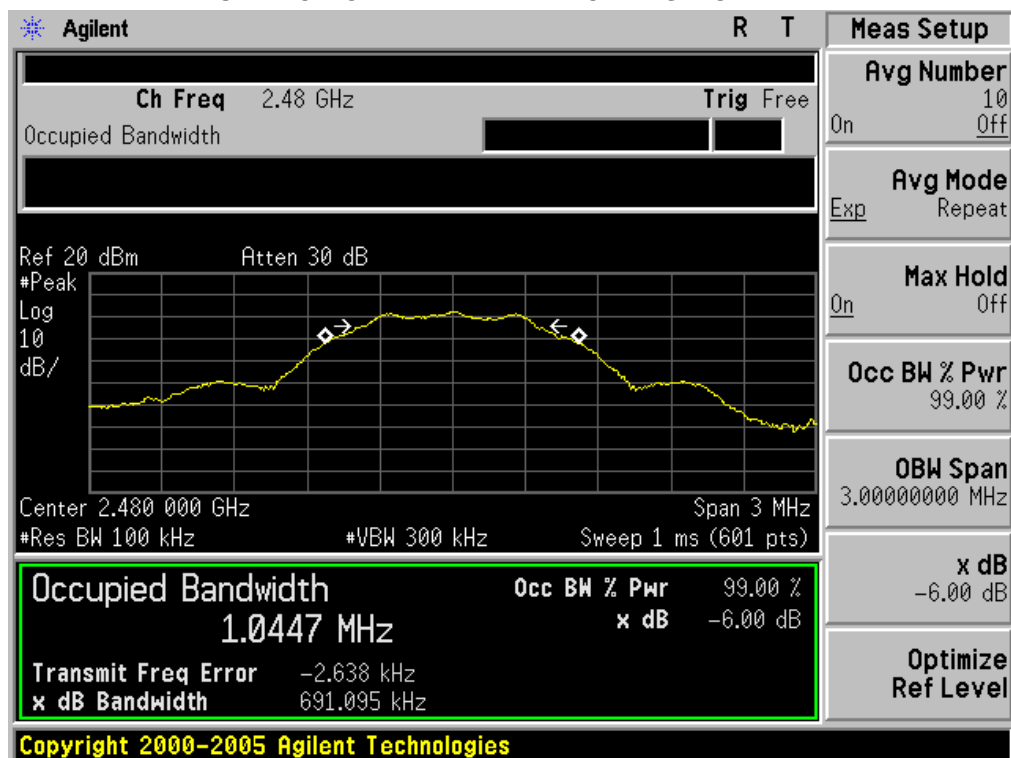 Agilent R T
Ch Freq 2.48 GHz Trig Free
Occupied Bandwidth
Ref 20 dBm Atten 30 dB
#Peak
Log
10
dB/
Center 2.480 000 GHz Span 3 MHz
#Res BW 100 kHz #VBW 300 kHz Sweep 1 ms (601 pts)
Occupied Bandwidth
1.0447 MHz
Occ BW % Pwr 99.00 %
x dB -6.00 dB
Transmit Freq Error -2.638 kHz
x dB Bandwidth 691.095 kHz
Copyright 2000-2005 Agilent Technologies
Meas Setup
Avg Number
10
On Off
Avg Mode
Exp Repeat
Max Hold
On Off
Occ BW % Pwr
99.00 %
OBW Span
3.00000000 MHz
x dB
-6.00 dB
Optimize
Ref Level